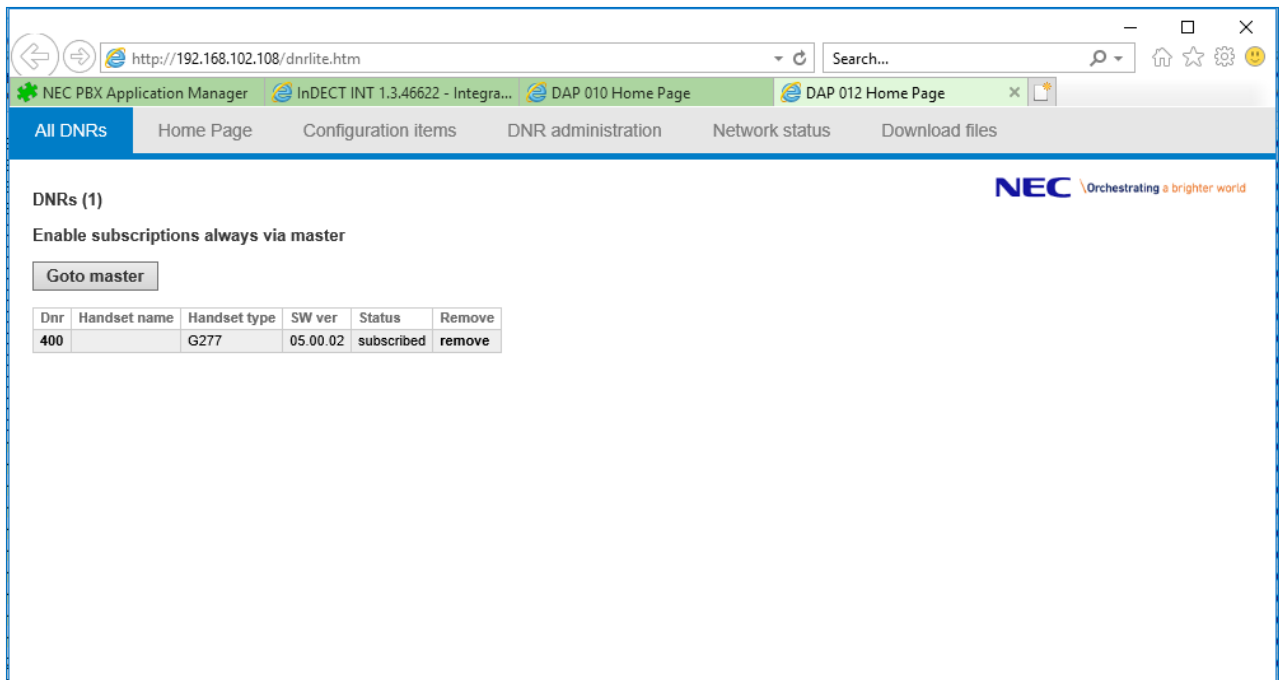 http://192.168.102.108/dnrlite.htm Search...
NEC PBX Application Manager InDECT INT 1.3.46622 - Integra... DAP 010 Home Page DAP 012 Home Page
All DNRs Home Page Configuration items DNR administration Network status Download files
NEC \Orchestrating a brighter world
DNRs (1)
Enable subscriptions always via master
Goto master
Dnr Handset name Handset type SW ver Status Remove
400 G277 05.00.02 subscribed remove